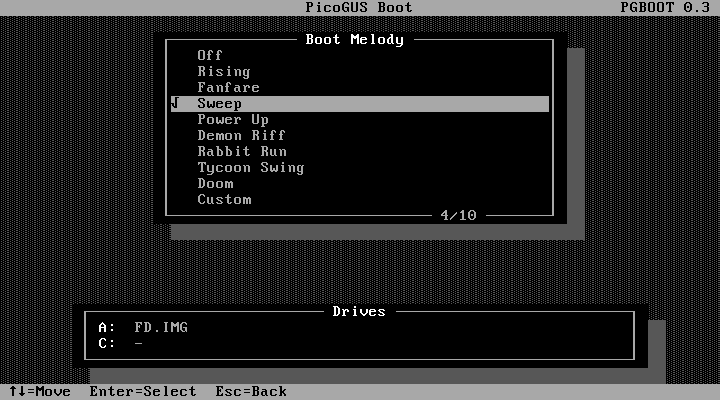 PicoGUS Boot PGBOOT 0.3
Boot Melody
Off
Rising
Fanfare
√ Sweep
Power Up
Demon Riff
Rabbit Run
Tycoon Swing
Doom
Custom
4/10
Drives
A: FD.IMG
C: -
↑↓=Move Enter=Select Esc=Back